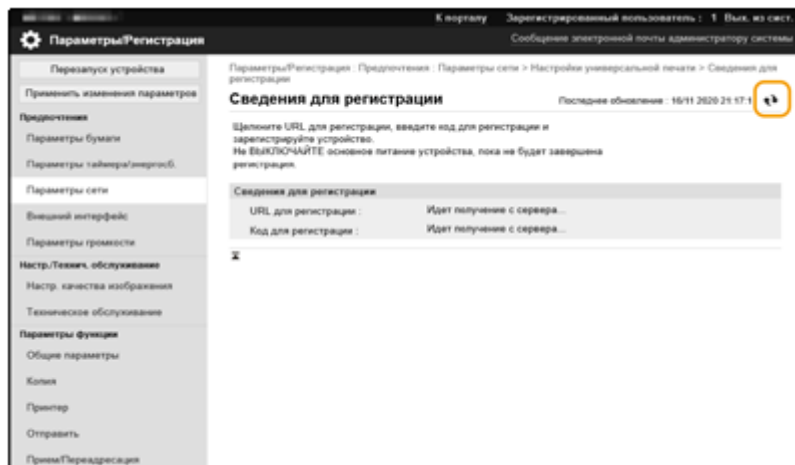 К порталу Зарегистрированный пользователь : 1 Вых. из сист.
Параметры/Регистрация
Сообщение электронной почты администратору системы
Перезапуск устройства
Применить изменения параметров
Предпочтения
Параметры бумаги
Параметры таймера/энергосб.
Параметры сети
Внешний интерфейс
Параметры громкости
Настр./Технич. обслуживание
Настр. качества изображения
Техническое обслуживание
Параметры функции
Общие параметры
Копия
Принтер
Отправить
Прием/Переадресация
Параметры/Регистрация : Предпочтения : Параметры сети > Настройки универсальной печати > Сведения для
регистрации
Сведения для регистрации
Последнее обновление : 16/11 2020 21:17:1
Щелкните URL для регистрации, введите код для регистрации и
зарегистрируйте устройство.
Не ВЫКЛЮЧАЙТЕ основное питание устройства, пока не будет завершена
регистрация.
Сведения для регистрации
URL для регистрации : Идет получение с сервера...
Код для регистрации : Идет получение с сервера...